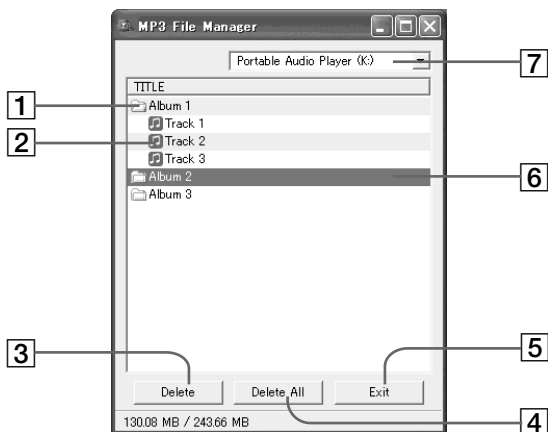 MP3 File Manager
Portable Audio Player (K:)
7
TITLE
1
Album 1
Track 1
2
Track 2
Track 3
Album 2
6
Album 3
3
5
Delete
Delete All
Exit
130.08 MB / 243.66 MB
4